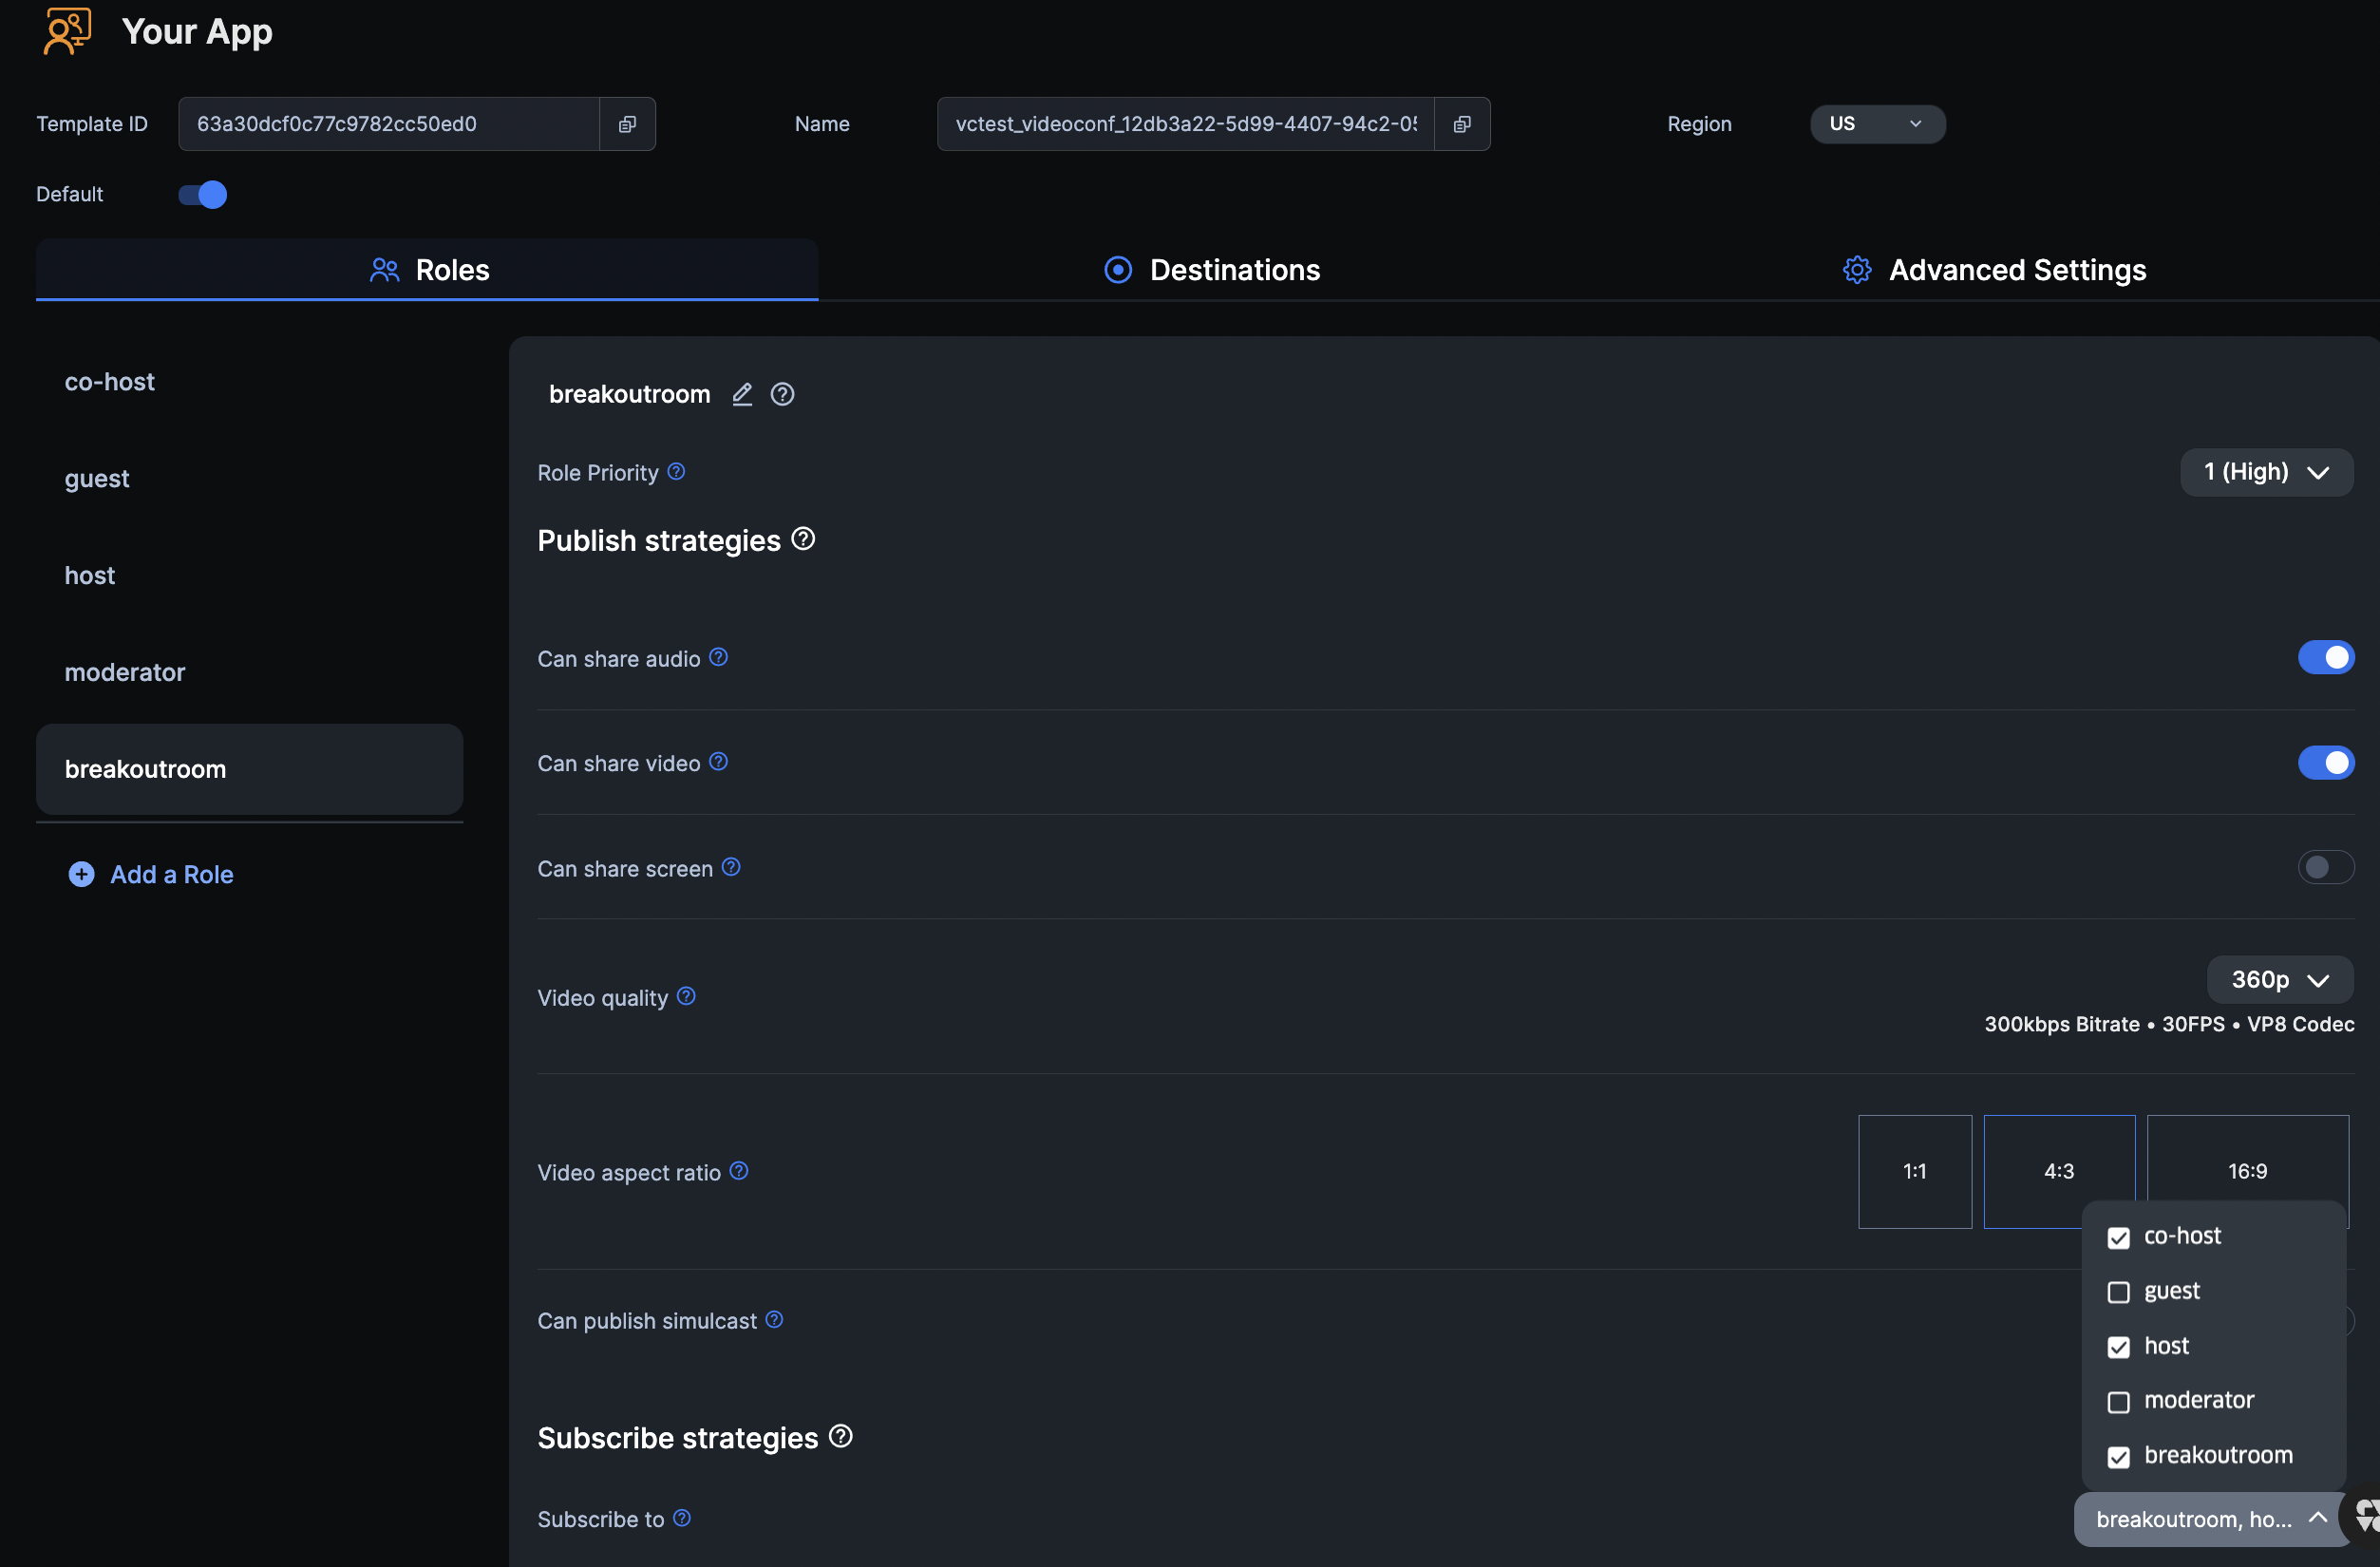 Your App
Template ID 63a30dcf0c77c9782cc50ed0 Name vctest_videoconf_12db3a22-5d99-4407-94c2-05 Region US
Default
Roles Destinations Advanced Settings
co-host
guest
host
moderator
breakoutroom
Add a Role
breakoutroom
Role Priority 1 (High)
Publish strategies
Can share audio
Can share video
Can share screen
Video quality 360p
300kbps Bitrate • 30FPS • VP8 Codec
Video aspect ratio 1:1 4:3 16:9
Can publish simulcast
co-host
guest
host
moderator
breakoutroom
Subscribe strategies
Subscribe to breakoutroom, ho...